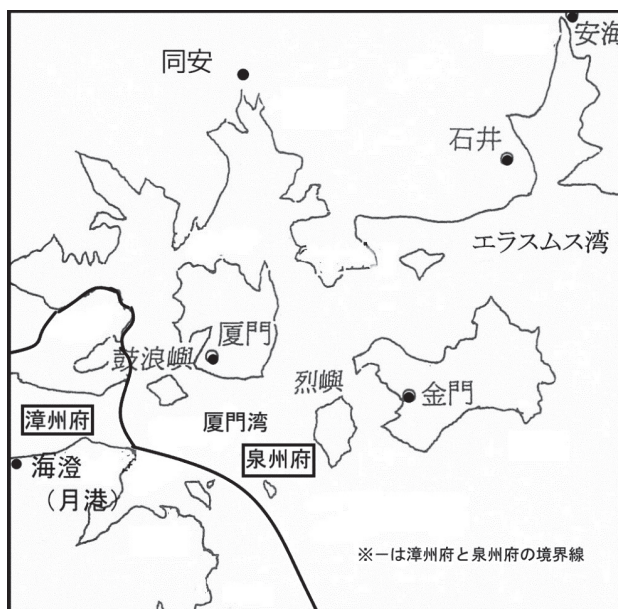 安海
同安
石井
エラスムス湾
厦門
鼓浪嶼
烈嶼
金門
漳州府
厦門湾
泉州府
海澄
（月港）
※−は漳州府と泉州府の境界線